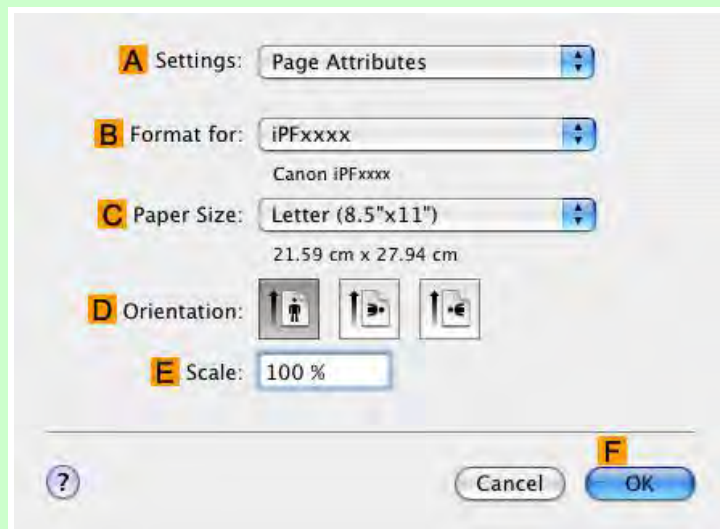 A Settings: Page Attributes
B Format for: iPFxxxx
Canon iPFxxxx
C Paper Size: Letter (8.5"x11")
21.59 cm x 27.94 cm
D Orientation:
E Scale: 100 %
F
? Cancel OK